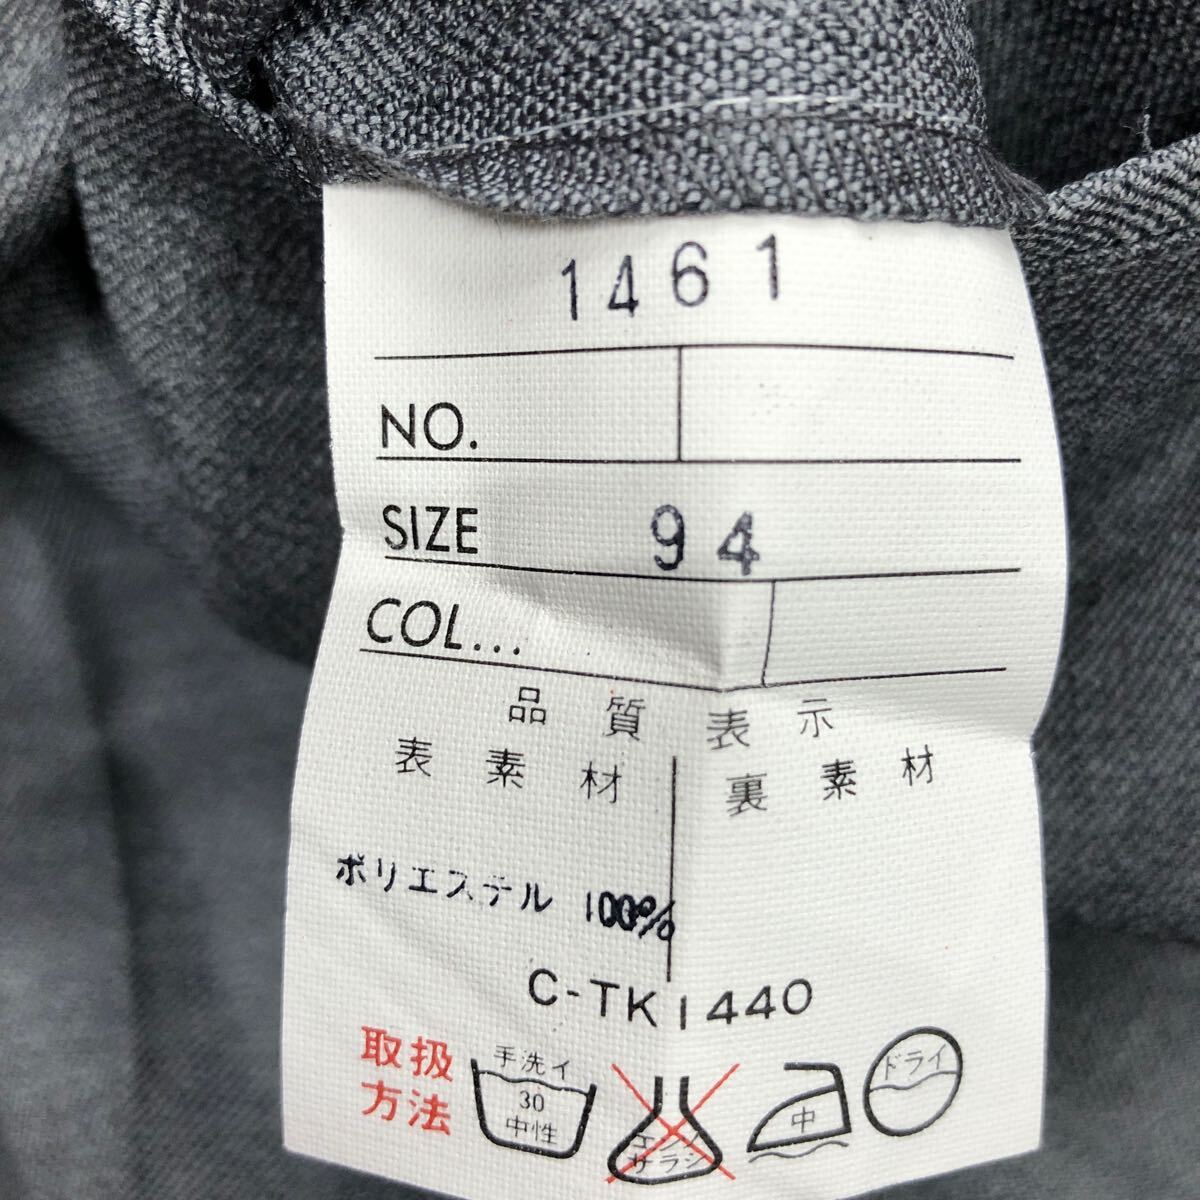 1461
NO.
SIZE 94
COL...
品質表示
表素材 裏素材
ポリエステル 100%
C-TK1440
取扱
方法
手洗イ
30
中性
エンソ
サラシ
中
ドライ